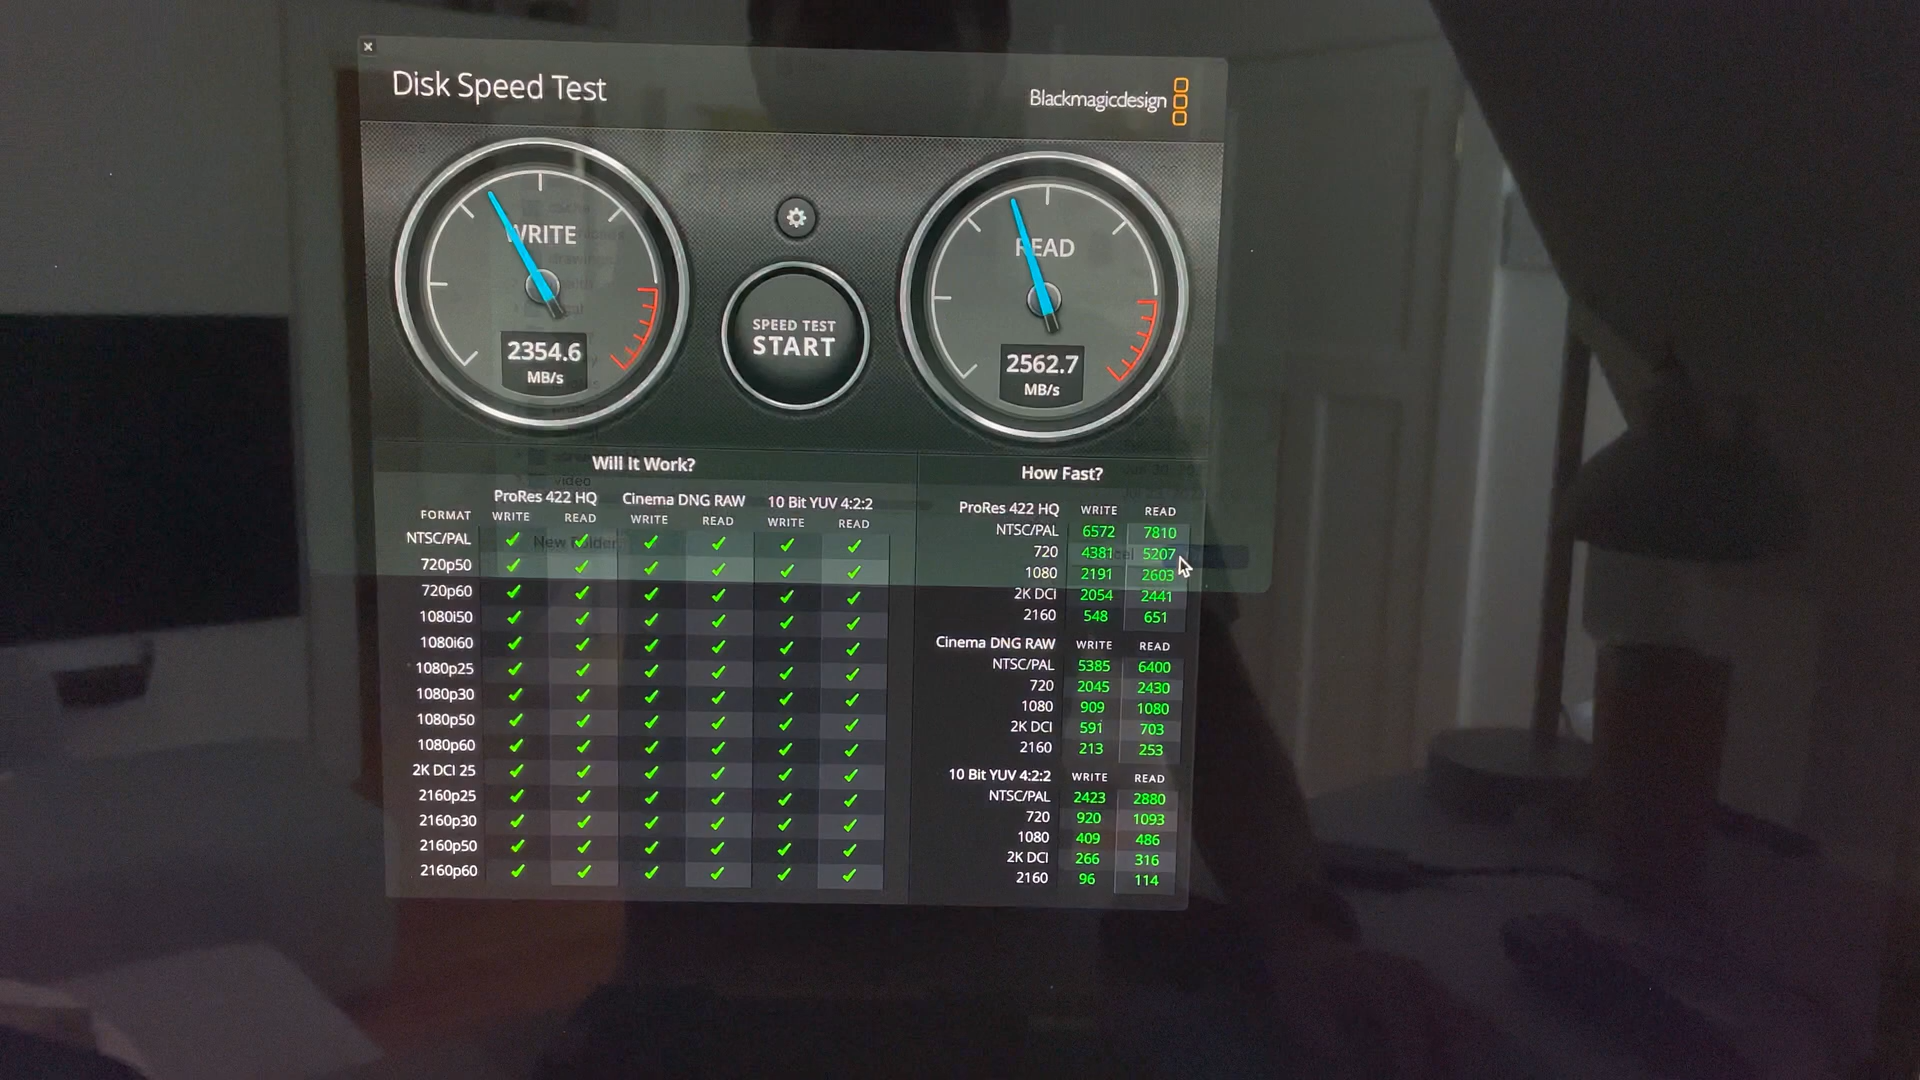 Disk Speed Test
Blackmagicdesign
WRITE
2354.6
MB/s
SPEED TEST
START
READ
2562.7
MB/s
Will It Work?
ProRes 422 HQ Cinema DNG RAW 10 Bit YUV 4:2:2
FORMAT WRITE READ WRITE READ WRITE READ
NTSC/PAL
720p50
720p60
1080i50
1080i60
1080p25
1080p30
1080p50
1080p60
2K DCI 25
2160p25
2160p30
2160p50
2160p60
How Fast?
ProRes 422 HQ WRITE READ
NTSC/PAL 6572 7810
720 4381 5207
1080 2191 2603
2K DCI 2054 2441
2160 548 651
Cinema DNG RAW WRITE READ
NTSC/PAL 5385 6400
720 2045 2430
1080 909 1080
2K DCI 591 703
2160 213 253
10 Bit YUV 4:2:2 WRITE READ
NTSC/PAL 2423 2880
720 920 1093
1080 409 486
2K DCI 266 316
2160 96 114
video
New Folder